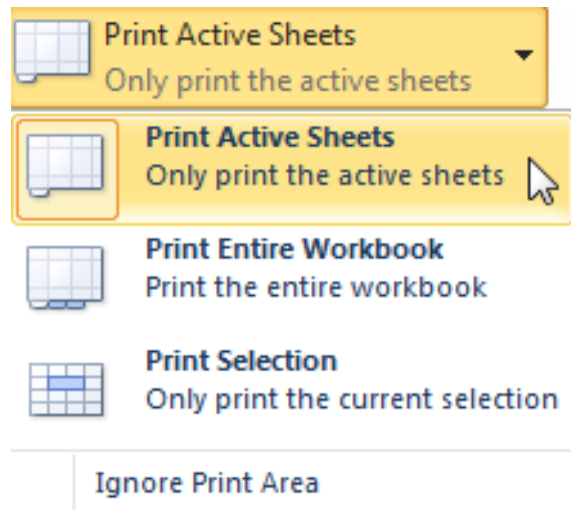 Print Active Sheets
Only print the active sheets
Print Active Sheets
Only print the active sheets
Print Entire Workbook
Print the entire workbook
Print Selection
Only print the current selection
Ignore Print Area